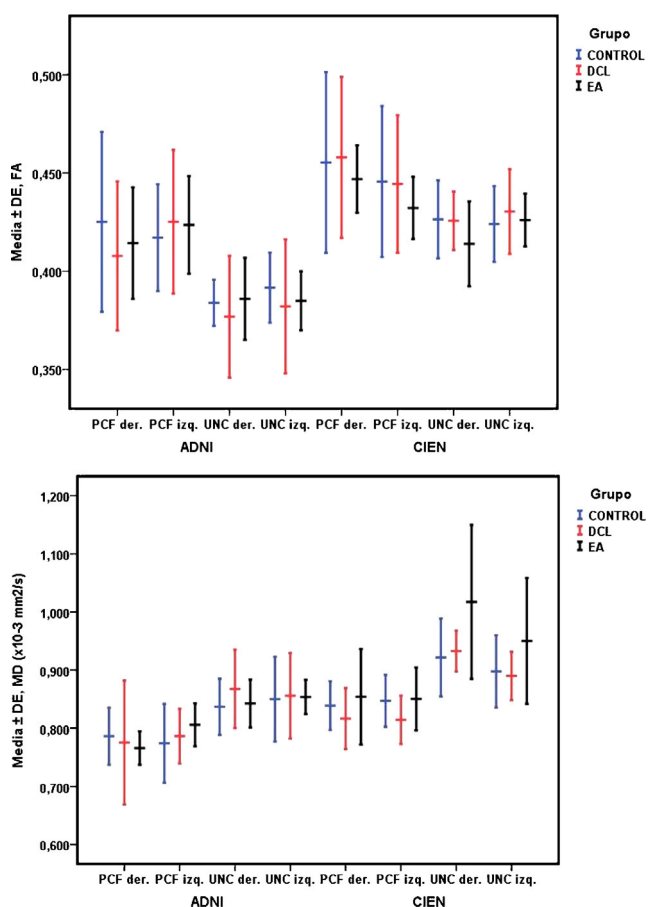 Grupo
CONTROL
DCL
EA
Media ± DE, FA
0,500
0,450
0,400
0,350
PCF der. PCF izq. UNC der. UNC izq. PCF der. PCF izq. UNC der. UNC izq.
ADNI CIEN
Grupo
CONTROL
DCL
EA
Media ± DE, MD (x10-3 mm2/s)
1,200
1,100
1,000
0,900
0,800
0,700
0,600
PCF der. PCF izq. UNC der. UNC izq. PCF der. PCF izq. UNC der. UNC izq.
ADNI CIEN